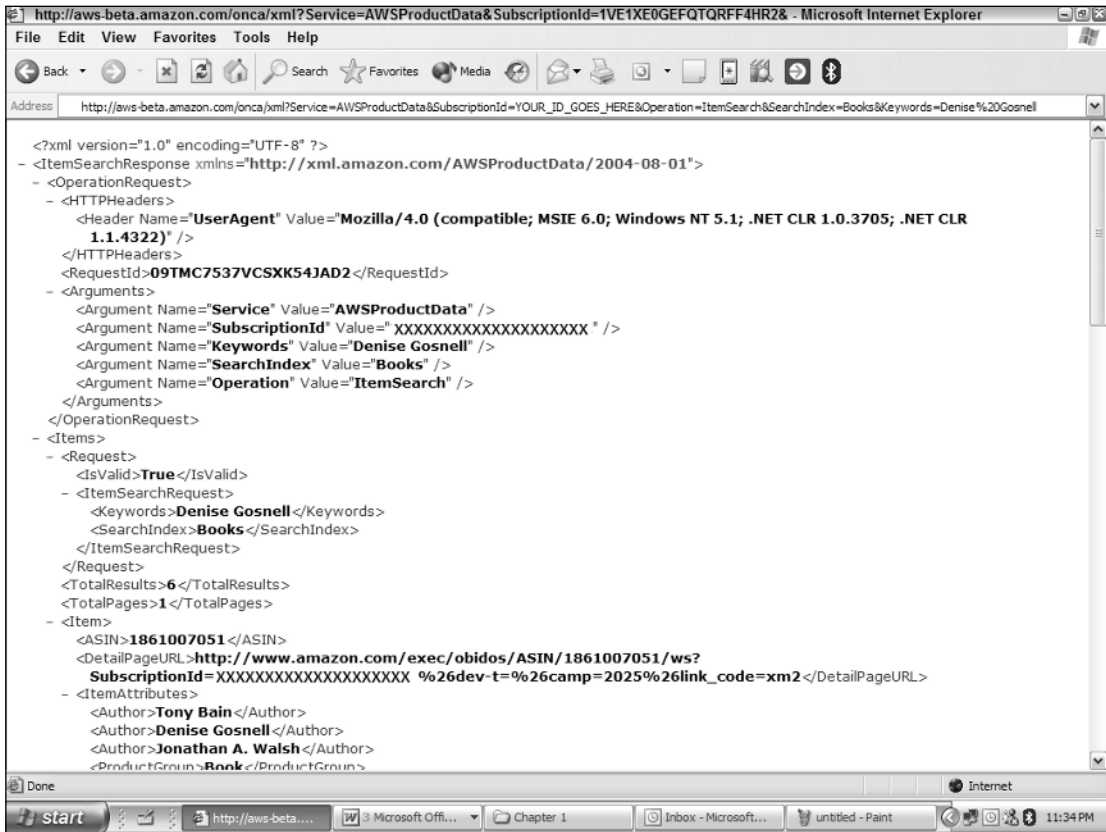 http://aws-beta.amazon.com/onca/xml?Service=AWSProductData&SubscriptionId=1VE1XE0GEFQTQRFF4HR2& - Microsoft Internet Explorer
File Edit View Favorites Tools Help
Back Search Favorites Media
Address http://aws-beta.amazon.com/onca/xml?Service=AWSProductData&SubscriptionId=YOUR_ID_GOES_HERE&Operation=ItemSearch&SearchIndex=Books&Keywords=Denise%20Gosnell
<?xml version="1.0" encoding="UTF-8" ?>
- <ItemSearchResponse xmlns="http://xml.amazon.com/AWSProductData/2004-08-01">
- <OperationRequest>
- <HTTPHeaders>
<Header Name="UserAgent" Value="Mozilla/4.0 (compatible; MSIE 6.0; Windows NT 5.1; .NET CLR 1.0.3705; .NET CLR
1.1.4322)" />
</HTTPHeaders>
<RequestId>09TMC7537VCSXK54JAD2</RequestId>
- <Arguments>
<Argument Name="Service" Value="AWSProductData" />
<Argument Name="SubscriptionId" Value=" XXXXXXXXXXXXXXXXXXXX " />
<Argument Name="Keywords" Value="Denise Gosnell" />
<Argument Name="SearchIndex" Value="Books" />
<Argument Name="Operation" Value="ItemSearch" />
</Arguments>
</OperationRequest>
- <Items>
- <Request>
<IsValid>True</IsValid>
- <ItemSearchRequest>
<Keywords>Denise Gosnell</Keywords>
<SearchIndex>Books</SearchIndex>
</ItemSearchRequest>
</Request>
<TotalResults>6</TotalResults>
<TotalPages>1</TotalPages>
- <Item>
<ASIN>1861007051</ASIN>
<DetailPageURL>http://www.amazon.com/exec/obidos/ASIN/1861007051/ws?
SubscriptionId=XXXXXXXXXXXXXXXXXXXX %26dev-t=%26camp=2025%26link_code=xm2</DetailPageURL>
- <ItemAttributes>
<Author>Tony Bain</Author>
<Author>Denise Gosnell</Author>
<Author>Jonathan A. Walsh</Author>
<ProductGroup>Book</ProductGroup>
Done Internet
start http://aws-beta.... 3 Microsoft Offi... Chapter 1 Inbox - Microsoft... untitled - Paint 11:34 PM